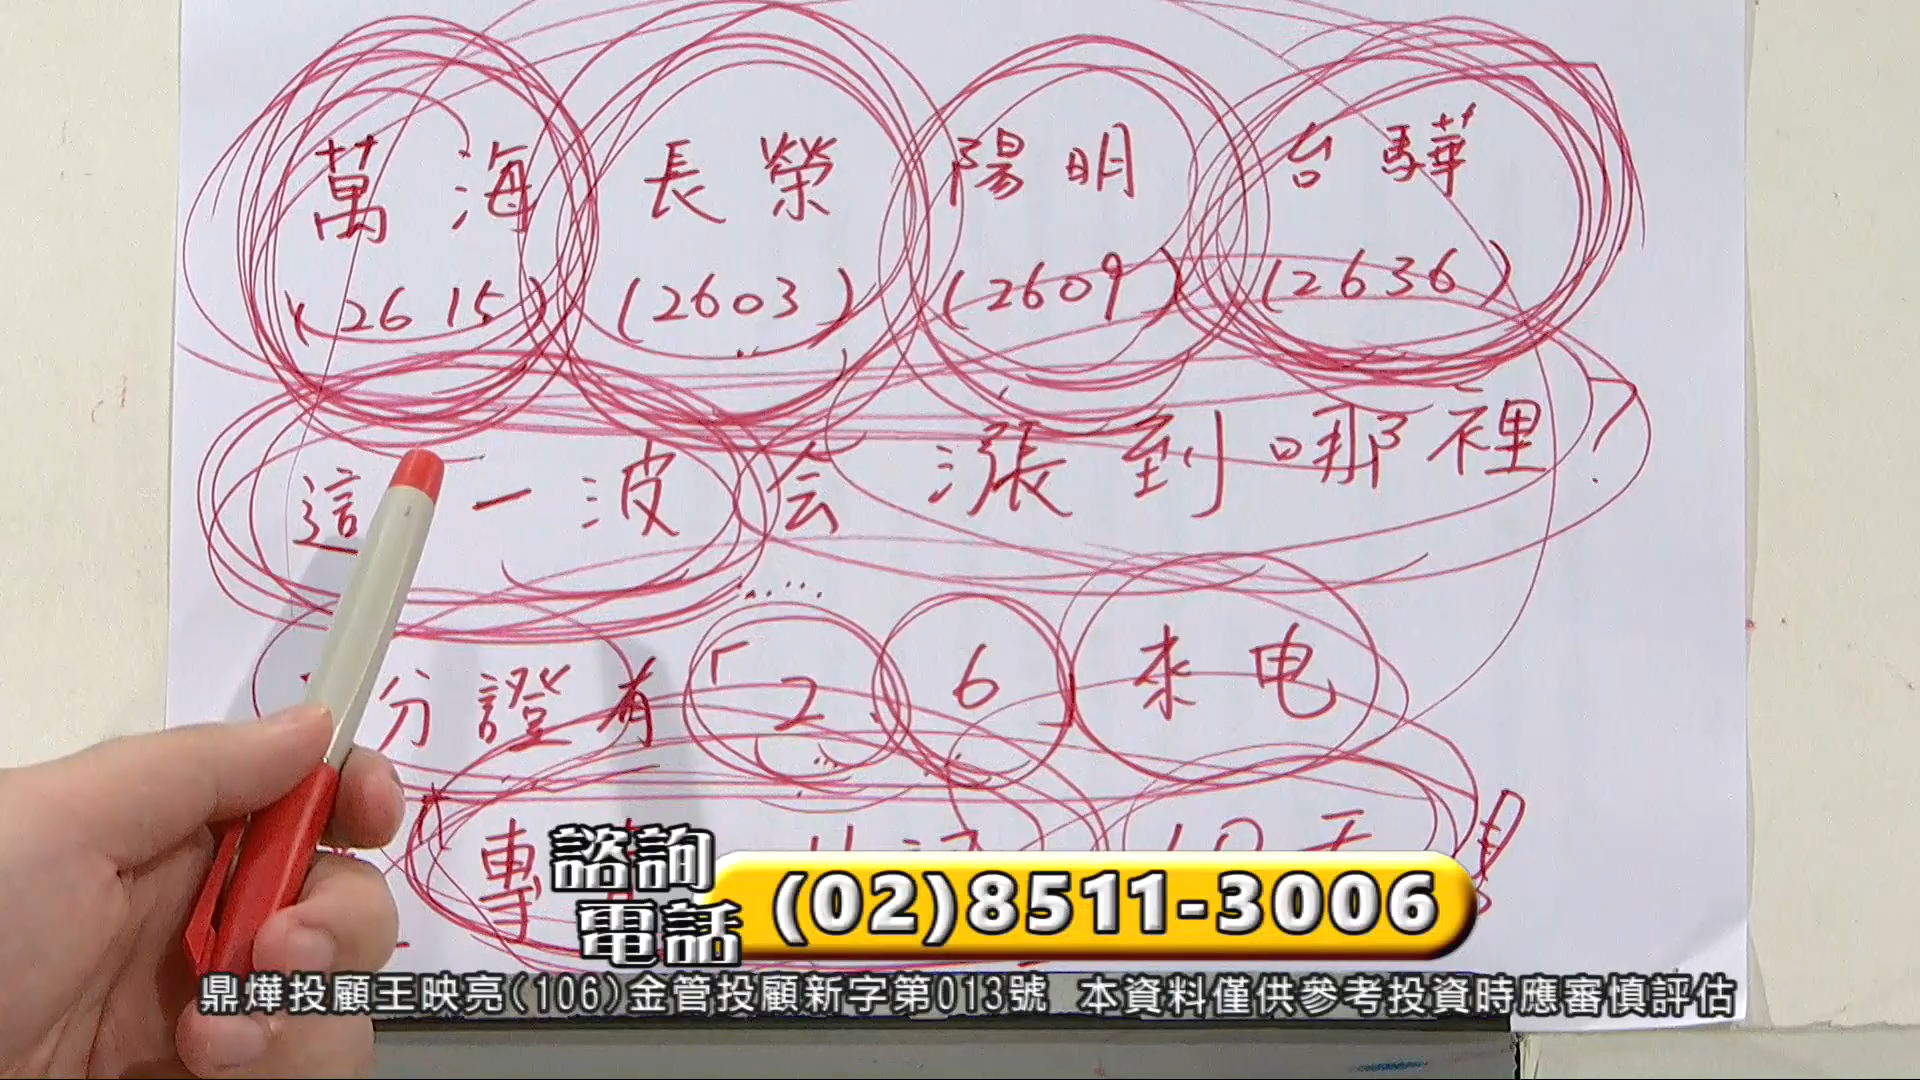 萬海 長榮 陽明 台驊
(2615) (2603) (2609) (2636)
這一波会漲到哪裡?
分證有「2 6 来电
專
諮詢電話 (02)8511-3006
鼎燁投顧王映亮(106)金管投顧新字第013號 本資料僅供參考投資時應審慎評估